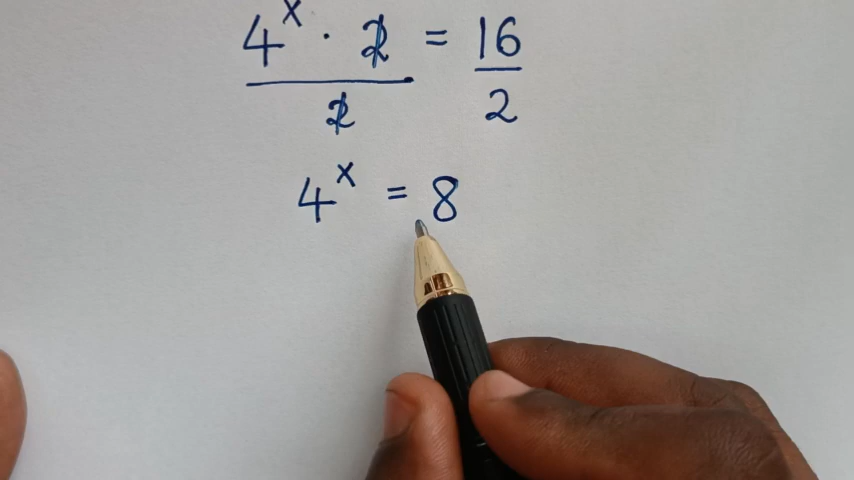 4^x · 2 = 16
2 2
4^x = 8